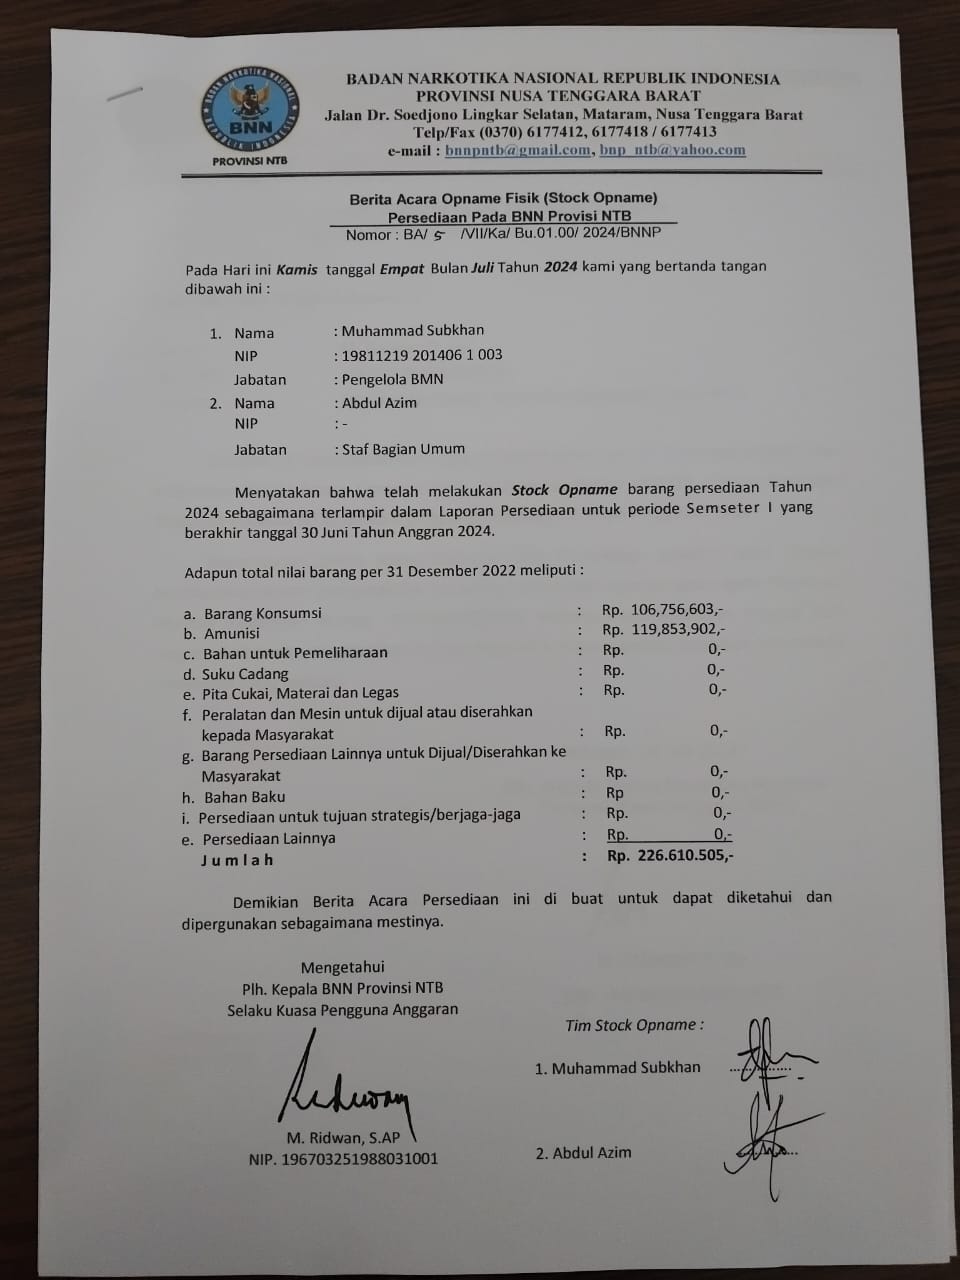 BADAN NARKOTIKA NASIONAL
BNN
REPUBLIK INDONESIA
PROVINSI NTB
BADAN NARKOTIKA NASIONAL REPUBLIK INDONESIA
PROVINSI NUSA TENGGARA BARAT
Jalan Dr. Soedjono Lingkar Selatan, Mataram, Nusa Tenggara Barat
Telp/Fax (0370) 6177412, 6177418 / 6177413
e-mail : bnnpntb@gmail.com, bnp_ntb@yahoo.com
Berita Acara Opname Fisik (Stock Opname)
Persediaan Pada BNN Provisi NTB
Nomor : BA/ 5 /VII/Ka/ Bu.01.00/ 2024/BNNP
Pada Hari ini Kamis tanggal Empat Bulan Juli Tahun 2024 kami yang bertanda tangan
dibawah ini :
1. Nama : Muhammad Subkhan
NIP : 19811219 201406 1 003
Jabatan : Pengelola BMN
2. Nama : Abdul Azim
NIP : -
Jabatan : Staf Bagian Umum
Menyatakan bahwa telah melakukan Stock Opname barang persediaan Tahun
2024 sebagaimana terlampir dalam Laporan Persediaan untuk periode Semseter I yang
berakhir tanggal 30 Juni Tahun Anggran 2024.
Adapun total nilai barang per 31 Desember 2022 meliputi :
a. Barang Konsumsi : Rp. 106,756,603,-
b. Amunisi : Rp. 119,853,902,-
c. Bahan untuk Pemeliharaan : Rp. 0,-
d. Suku Cadang : Rp. 0,-
e. Pita Cukai, Materai dan Legas : Rp. 0,-
f. Peralatan dan Mesin untuk dijual atau diserahkan
kepada Masyarakat : Rp. 0,-
g. Barang Persediaan Lainnya untuk Dijual/Diserahkan ke
Masyarakat : Rp. 0,-
h. Bahan Baku : Rp 0,-
i. Persediaan untuk tujuan strategis/berjaga-jaga : Rp. 0,-
e. Persediaan Lainnya : Rp. 0,-
J u m l a h : Rp. 226.610.505,-
Demikian Berita Acara Persediaan ini di buat untuk dapat diketahui dan
dipergunakan sebagaimana mestinya.
Mengetahui
Plh. Kepala BNN Provinsi NTB
Selaku Kuasa Pengguna Anggaran
Ridwan
M. Ridwan, S.AP
NIP. 196703251988031001
Tim Stock Opname :
1. Muhammad Subkhan
2. Abdul Azim